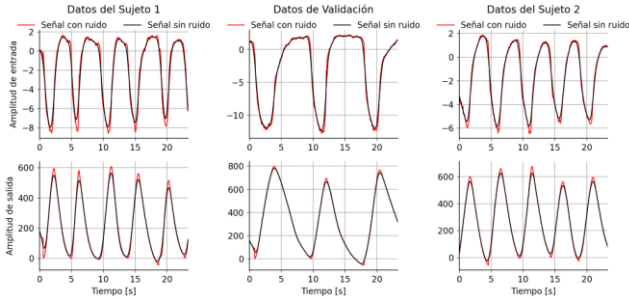 Datos del Sujeto 1 Datos de Validación Datos del Sujeto 2
Señal con ruido Señal sin ruido Señal con ruido Señal sin ruido Señal con ruido Señal sin ruido
Amplitud de entrada
2
0
−2
−4
−6
−8
0 5 10 15 20
0
−5
−10
0 5 10 15 20
2
0
−2
−4
−6
0 5 10 15 20
Amplitud de salida
600
400
200
0
0 5 10 15 20
800
600
400
200
0
0 5 10 15 20
600
400
200
0
0 5 10 15 20
Tiempo [s] Tiempo [s] Tiempo [s]